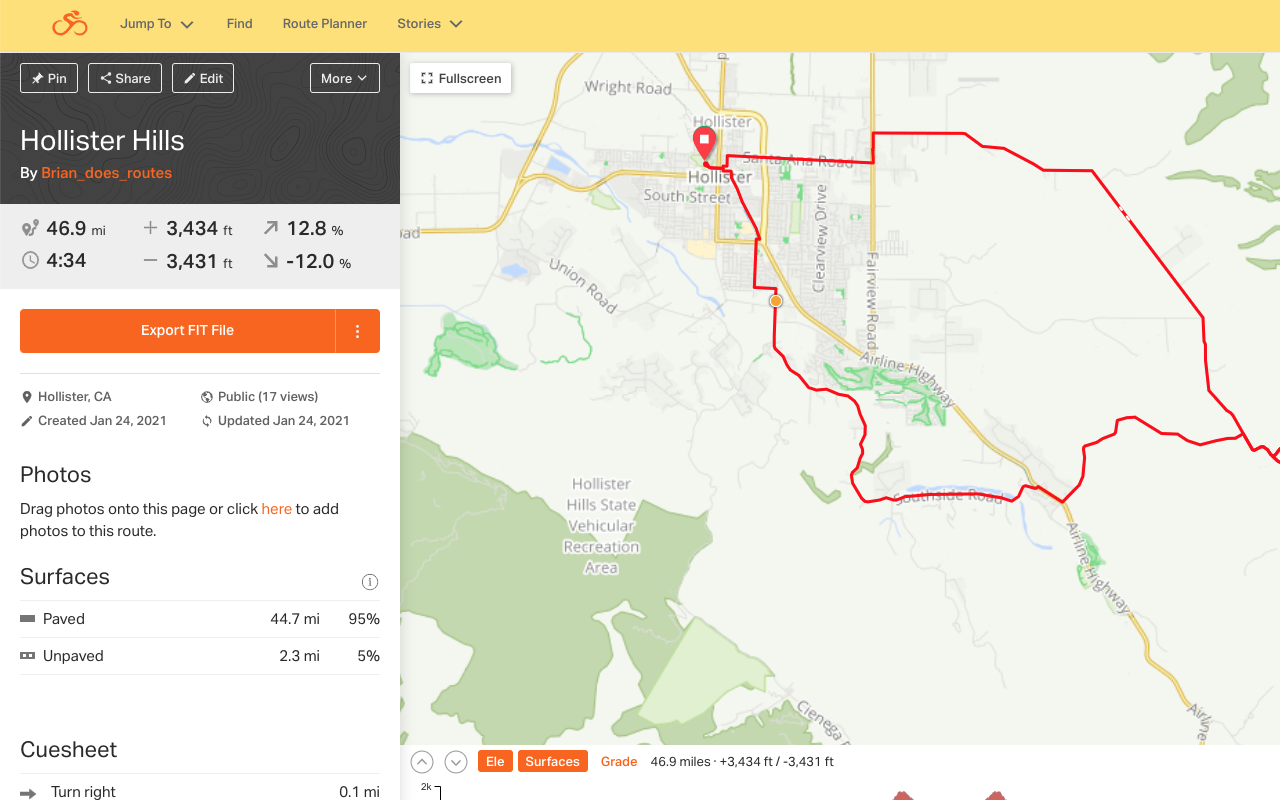 Jump To
Find
Route Planner
Stories
Pin
Share
Edit
More
Hollister Hills
By Brian_does_routes
46.9 mi
3,434 ft
12.8 %
4:34
3,431 ft
-12.0 %
Export FIT File
Hollister, CA
Public (17 views)
Created Jan 24, 2021
Updated Jan 24, 2021
Photos
Drag photos onto this page or click here to add
photos to this route.
Surfaces
Paved 44.7 mi 95%
Unpaved 2.3 mi 5%
Cuesheet
Turn right 0.1 mi
Fullscreen
Wright Road
Hollister
Santa Ana Road
Hollister
South Street
Clearview Drive
Union Road
Fairview Road
Airline Highway
Hollister
Hills State
Vehicular
Recreation
Area
Southside Road
Airline Highway
Cienega
Ele
Surfaces
Grade
46.9 miles · +3,434 ft / -3,431 ft
2k